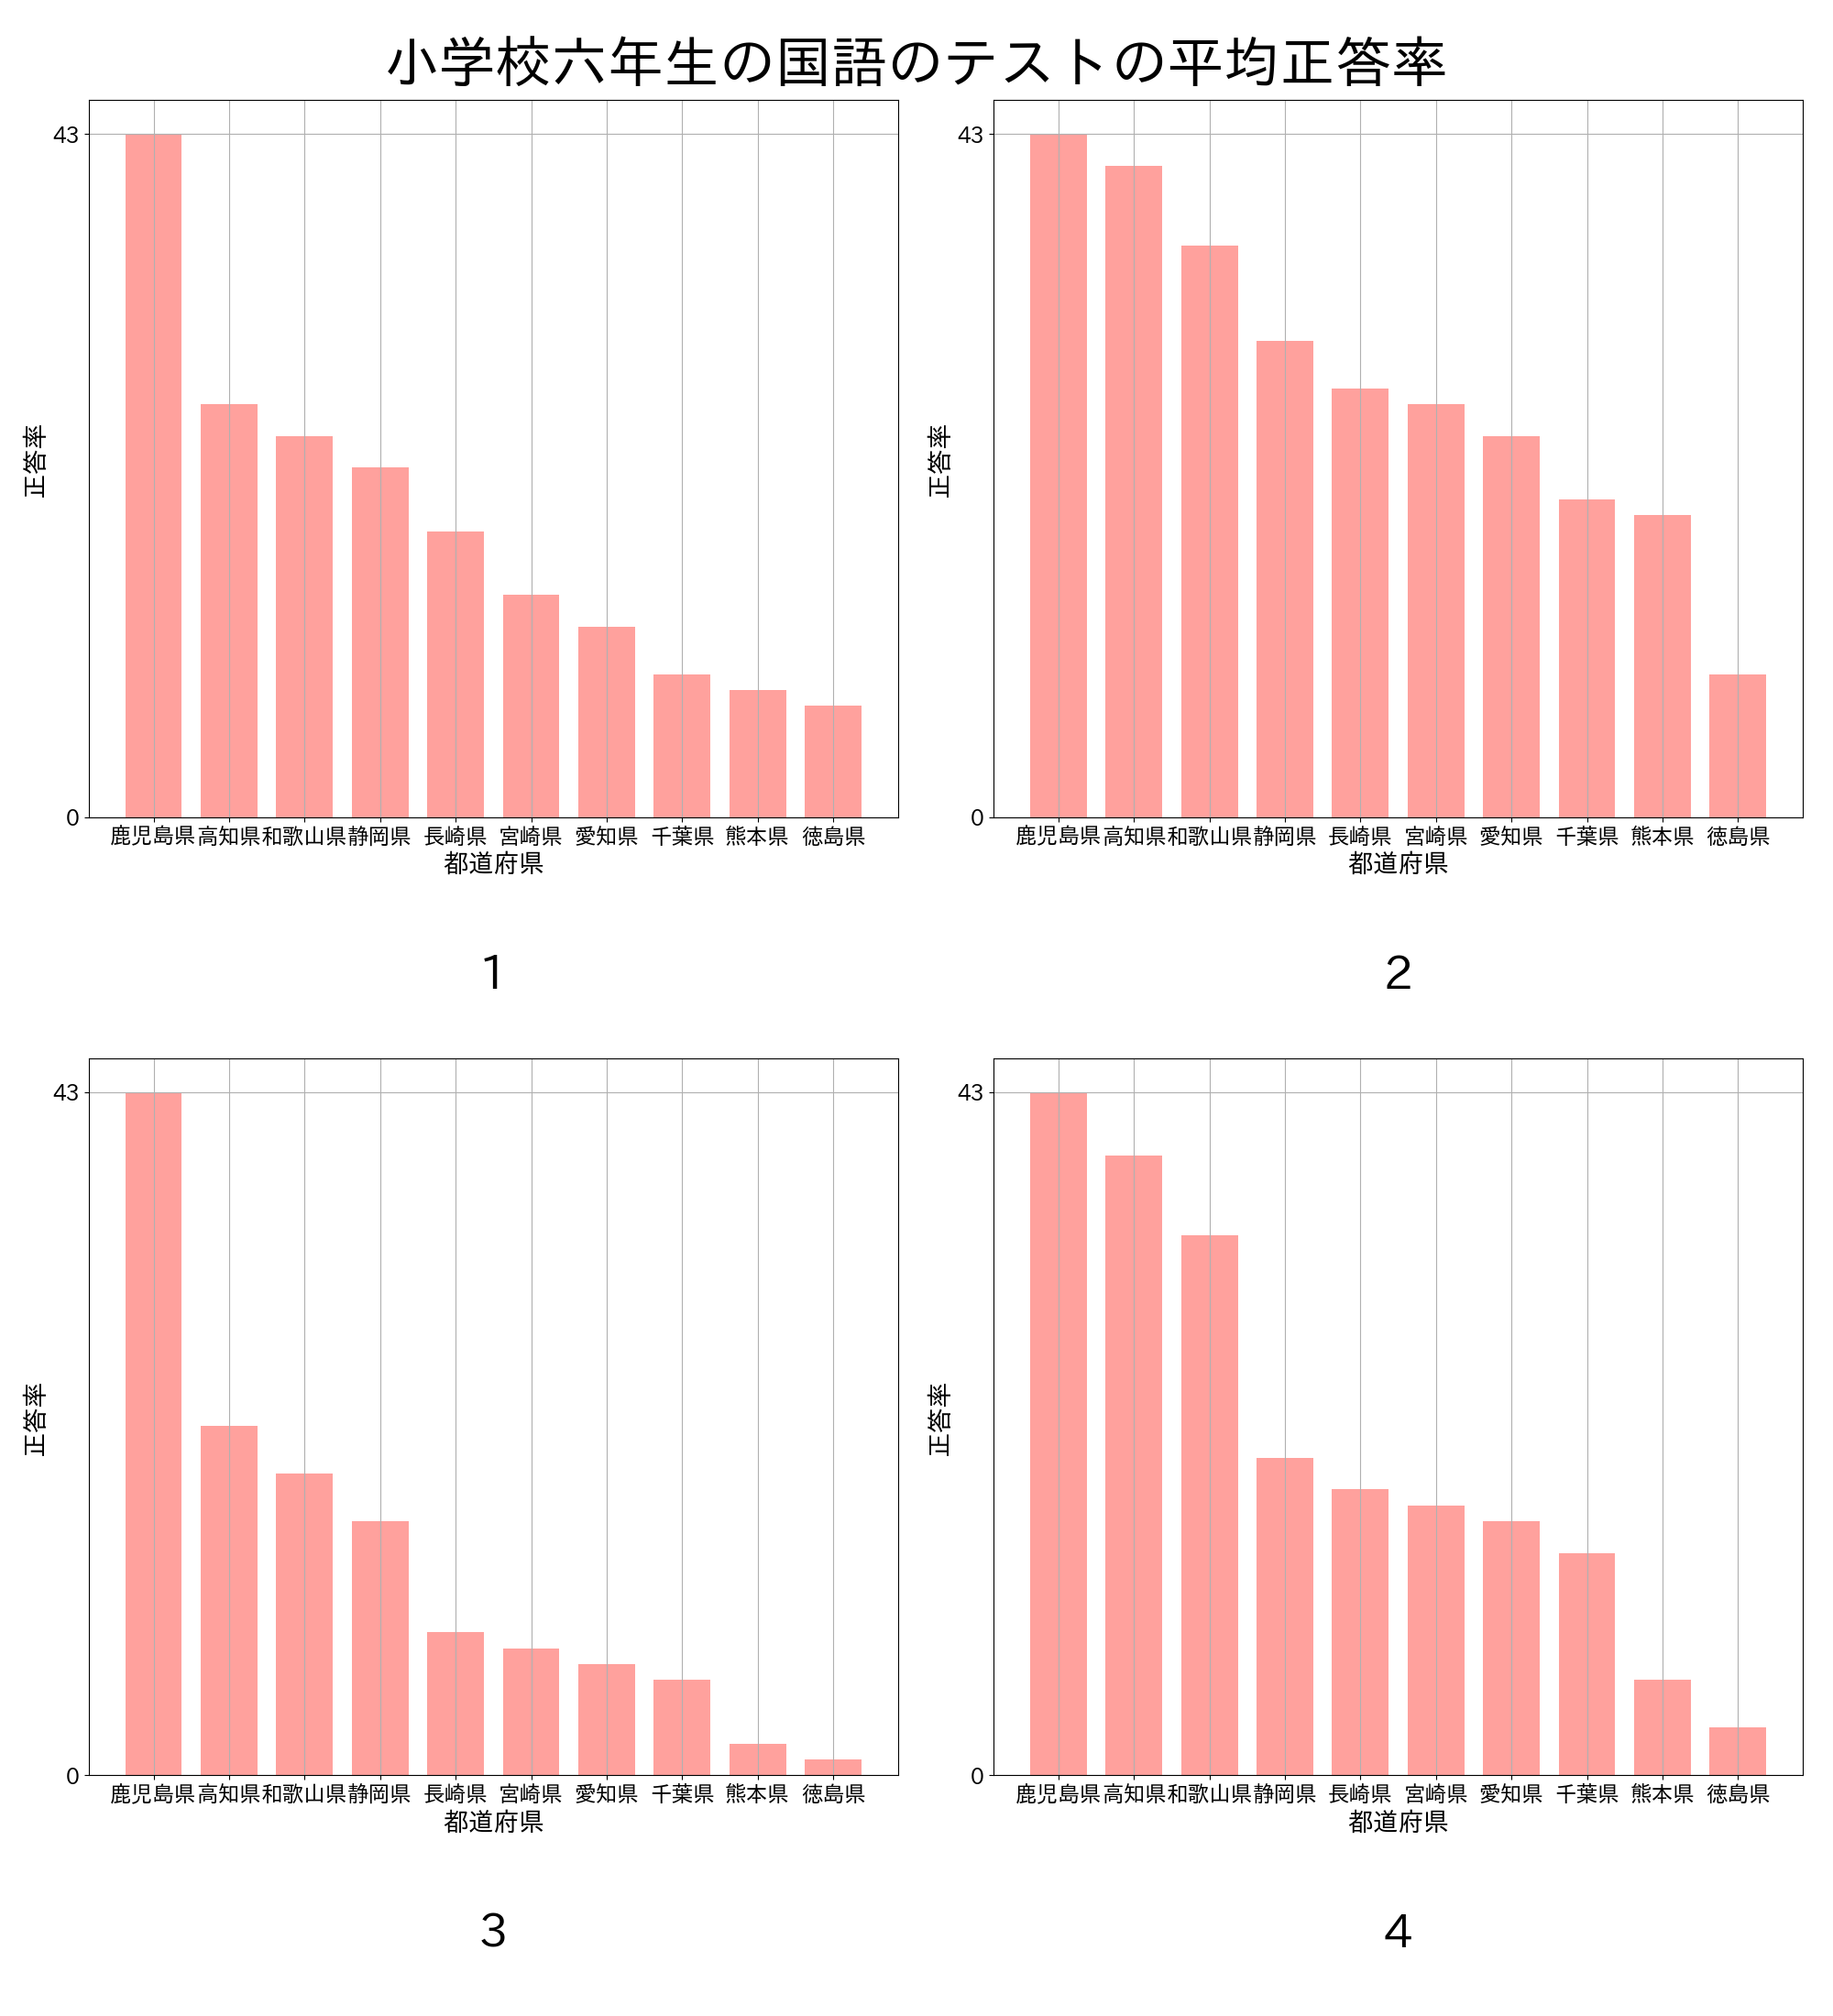 小学校六年生の国語のテストの平均正答率
43
0
正答率
鹿児島県 高知県 和歌山県 静岡県 長崎県 宮崎県 愛知県 千葉県 熊本県 徳島県
都道府県
1
43
0
正答率
鹿児島県 高知県 和歌山県 静岡県 長崎県 宮崎県 愛知県 千葉県 熊本県 徳島県
都道府県
2
43
0
正答率
鹿児島県 高知県 和歌山県 静岡県 長崎県 宮崎県 愛知県 千葉県 熊本県 徳島県
都道府県
3
43
0
正答率
鹿児島県 高知県 和歌山県 静岡県 長崎県 宮崎県 愛知県 千葉県 熊本県 徳島県
都道府県
4